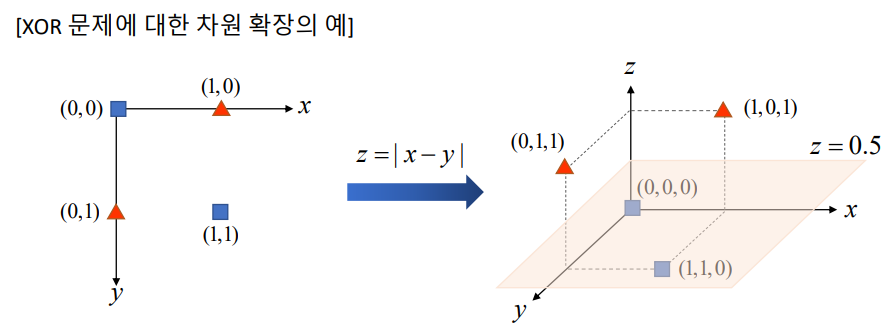 [XOR 문제에 대한 차원 확장의 예]
(0,0)
(1,0)
x
(0,1)
(1,1)
y
z = | x − y |
z
(1,0,1)
(0,1,1)
z = 0.5
(0,0,0)
x
(1,1,0)
y